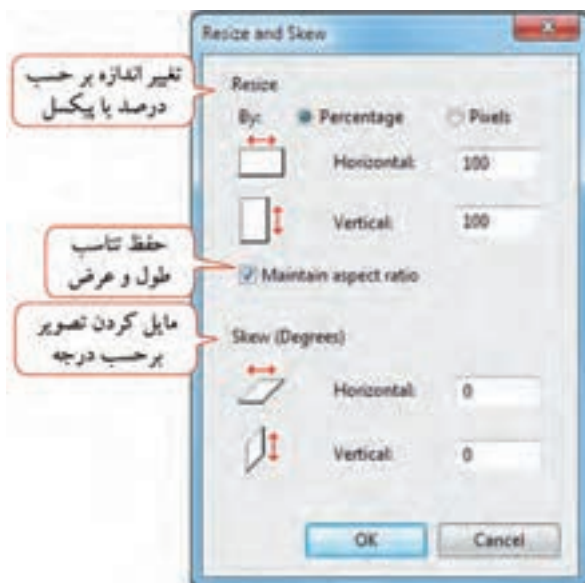 Resize and Skew
تغییر اندازه بر حسب
درصد یا پیکسل
Resize
By: Percentage Pixels
Horizontal: 100
Vertical: 100
حفظ تناسب
طول و عرض
Maintain aspect ratio
مایل کردن تصویر
برحسب درجه
Skew (Degrees)
Horizontal: 0
Vertical: 0
OK Cancel